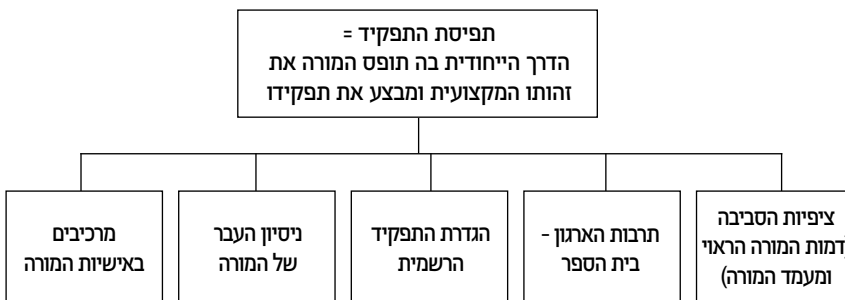 תפיסת התפקיד =
הדרך הייחודית בה תופס המורה את
זהותו המקצועית ומבצע את תפקידו
ציפיות הסביבה
(דמות המורה הראוי
ומעמד המורה)
תרבות הארגון -
בית הספר
הגדרת התפקיד
הרשמית
ניסיון העבר
של המורה
מרכיבים
באישיות המורה